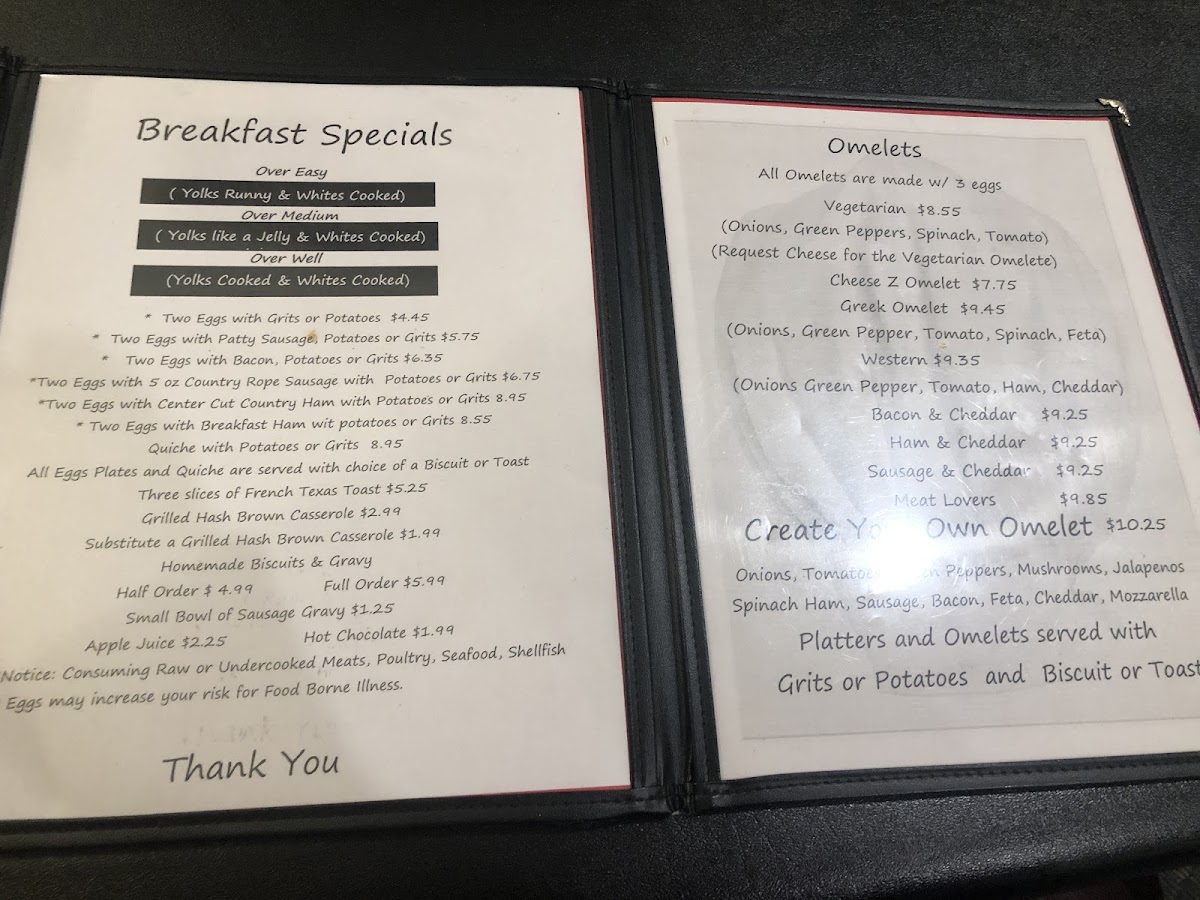 Breakfast Specials
Over Easy
( Yolks Runny & Whites Cooked)
Over Medium
( Yolks like a Jelly & Whites Cooked)
Over Well
(Yolks Cooked & Whites Cooked)
* Two Eggs with Grits or Potatoes $4.45
* Two Eggs with Patty Sausage, Potatoes or Grits $5.75
* Two Eggs with Bacon, Potatoes or Grits $6.35
*Two Eggs with 5 oz Country Rope Sausage with Potatoes or Grits $6.75
*Two Eggs with Center Cut Country Ham with Potatoes or Grits 8.95
* Two Eggs with Breakfast Ham wit potatoes or Grits 8.55
Quiche with Potatoes or Grits 8.95
All Eggs Plates and Quiche are served with choice of a Biscuit or Toast
Three slices of French Texas Toast $5.25
Grilled Hash Brown Casserole $2.99
Substitute a Grilled Hash Brown Casserole $1.99
Homemade Biscuits & Gravy
Half Order $ 4.99 Full Order $5.99
Small Bowl of Sausage Gravy $1.25
Apple Juice $2.25 Hot Chocolate $1.99
Notice: Consuming Raw or Undercooked Meats, Poultry, Seafood, Shellfish
Eggs may increase your risk for Food Borne Illness.
Thank You
Omelets
All Omelets are made w/ 3 eggs
Vegetarian $8.55
(Onions, Green Peppers, Spinach, Tomato)
(Request Cheese for the Vegetarian Omelete)
Cheese Z Omelet $7.75
Greek Omelet $9.45
(Onions, Green Pepper, Tomato, Spinach, Feta)
Western $9.35
(Onions Green Pepper, Tomato, Ham, Cheddar)
Bacon & Cheddar $9.25
Ham & Cheddar $9.25
Sausage & Cheddar $9.25
Meat Lovers $9.85
Create Your Own Omelet $10.25
Onions, Tomatoes Peppers, Mushrooms, Jalapenos
Spinach Ham, Sausage, Bacon, Feta, Cheddar, Mozzarella
Platters and Omelets served with
Grits or Potatoes and Biscuit or Toast